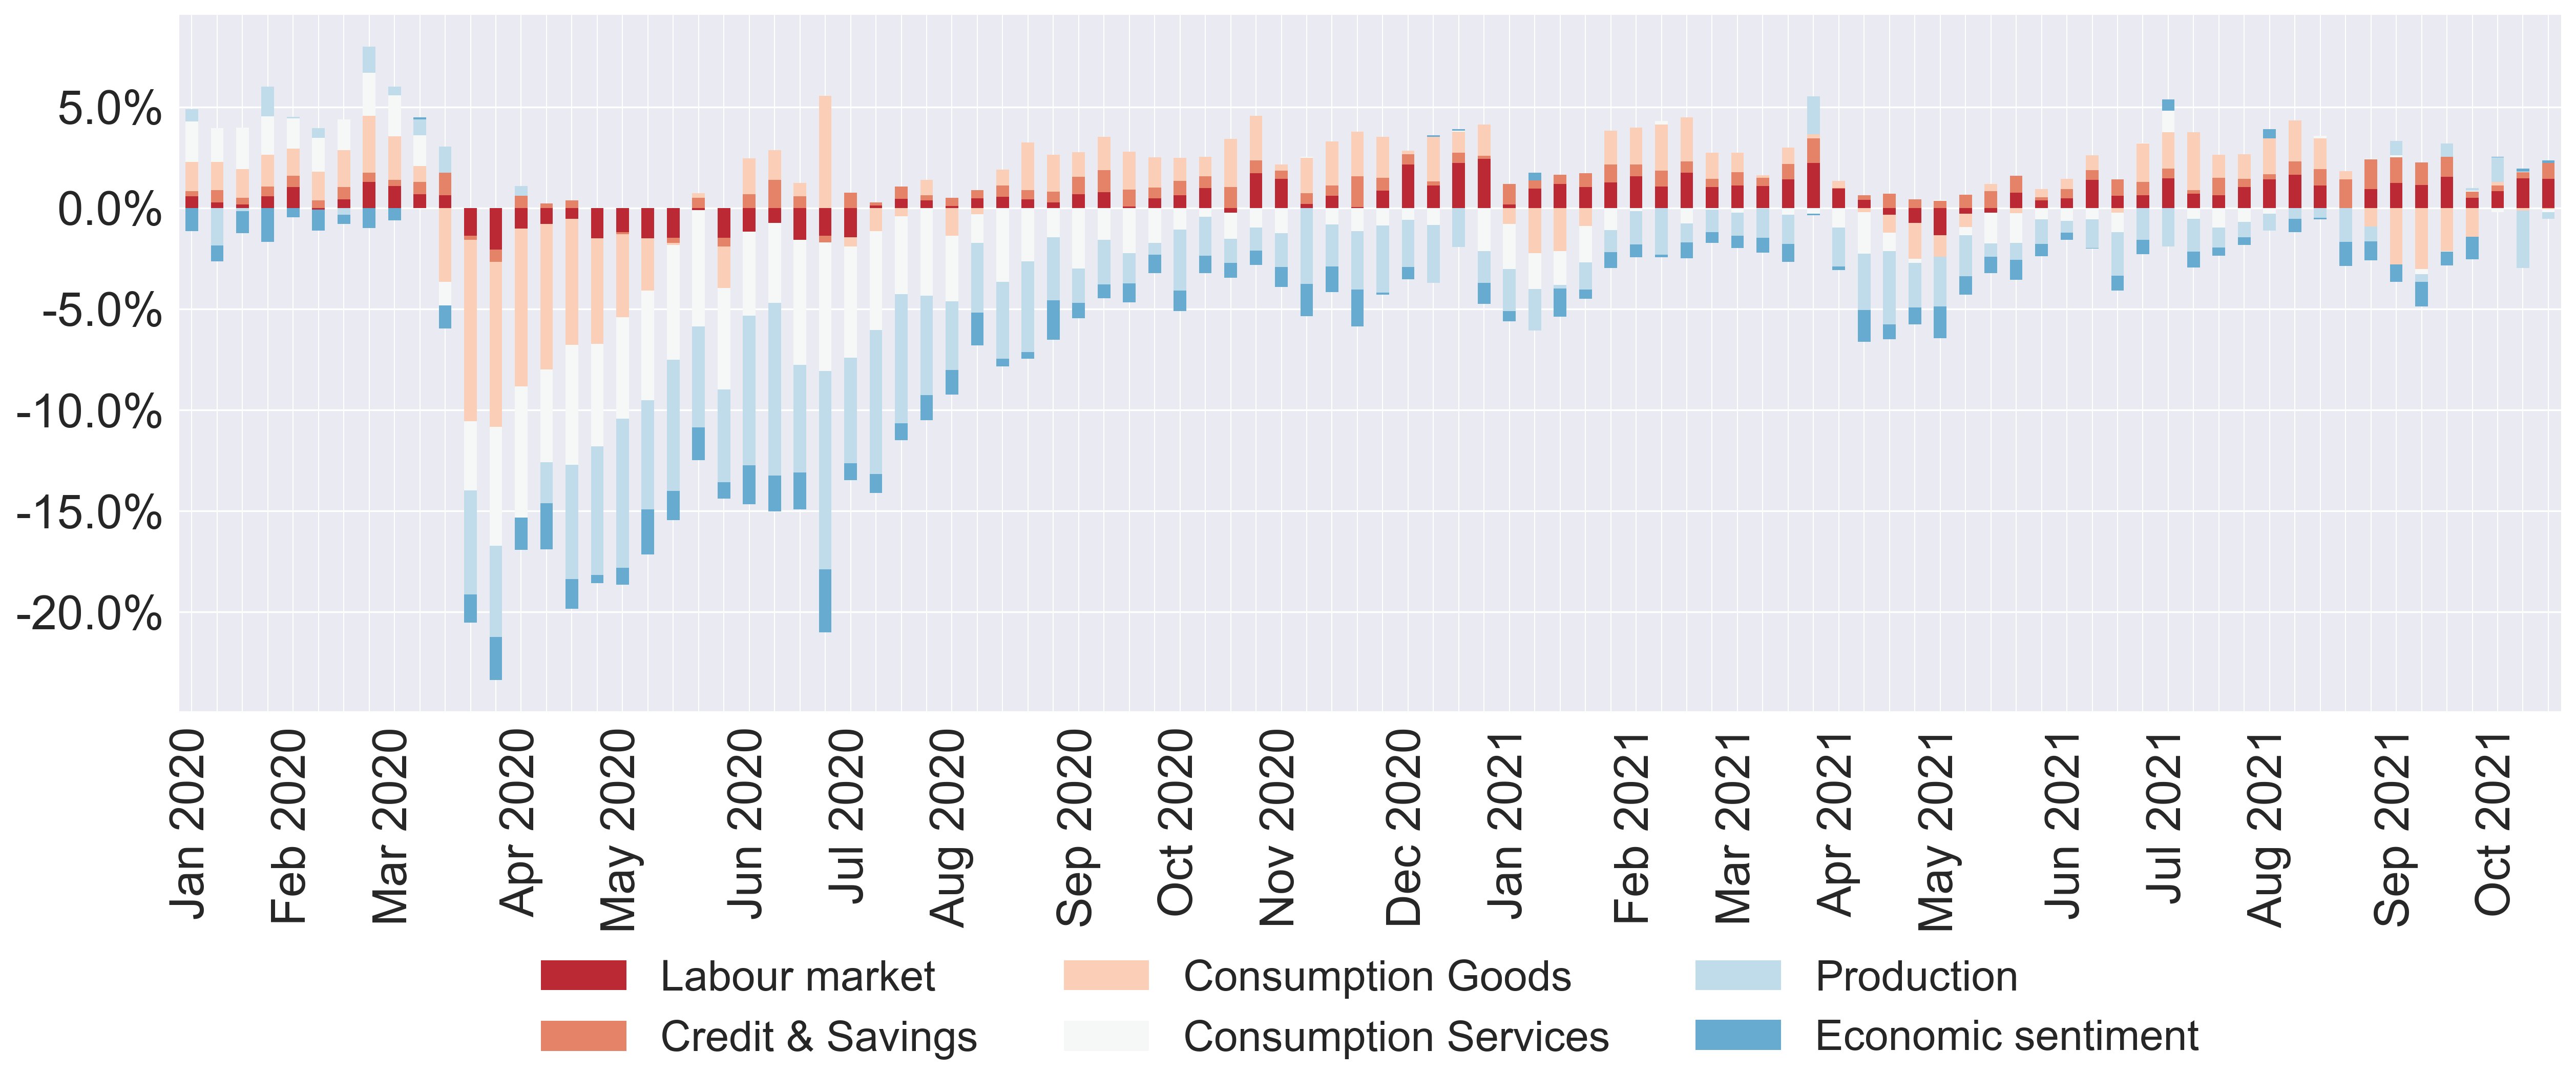 5.0%
0.0%
-5.0%
-10.0%
-15.0%
-20.0%
Jan 2020
Feb 2020
Mar 2020
Apr 2020
May 2020
Jun 2020
Jul 2020
Aug 2020
Sep 2020
Oct 2020
Nov 2020
Dec 2020
Jan 2021
Feb 2021
Mar 2021
Apr 2021
May 2021
Jun 2021
Jul 2021
Aug 2021
Sep 2021
Oct 2021
Labour market
Consumption Goods
Production
Credit & Savings
Consumption Services
Economic sentiment